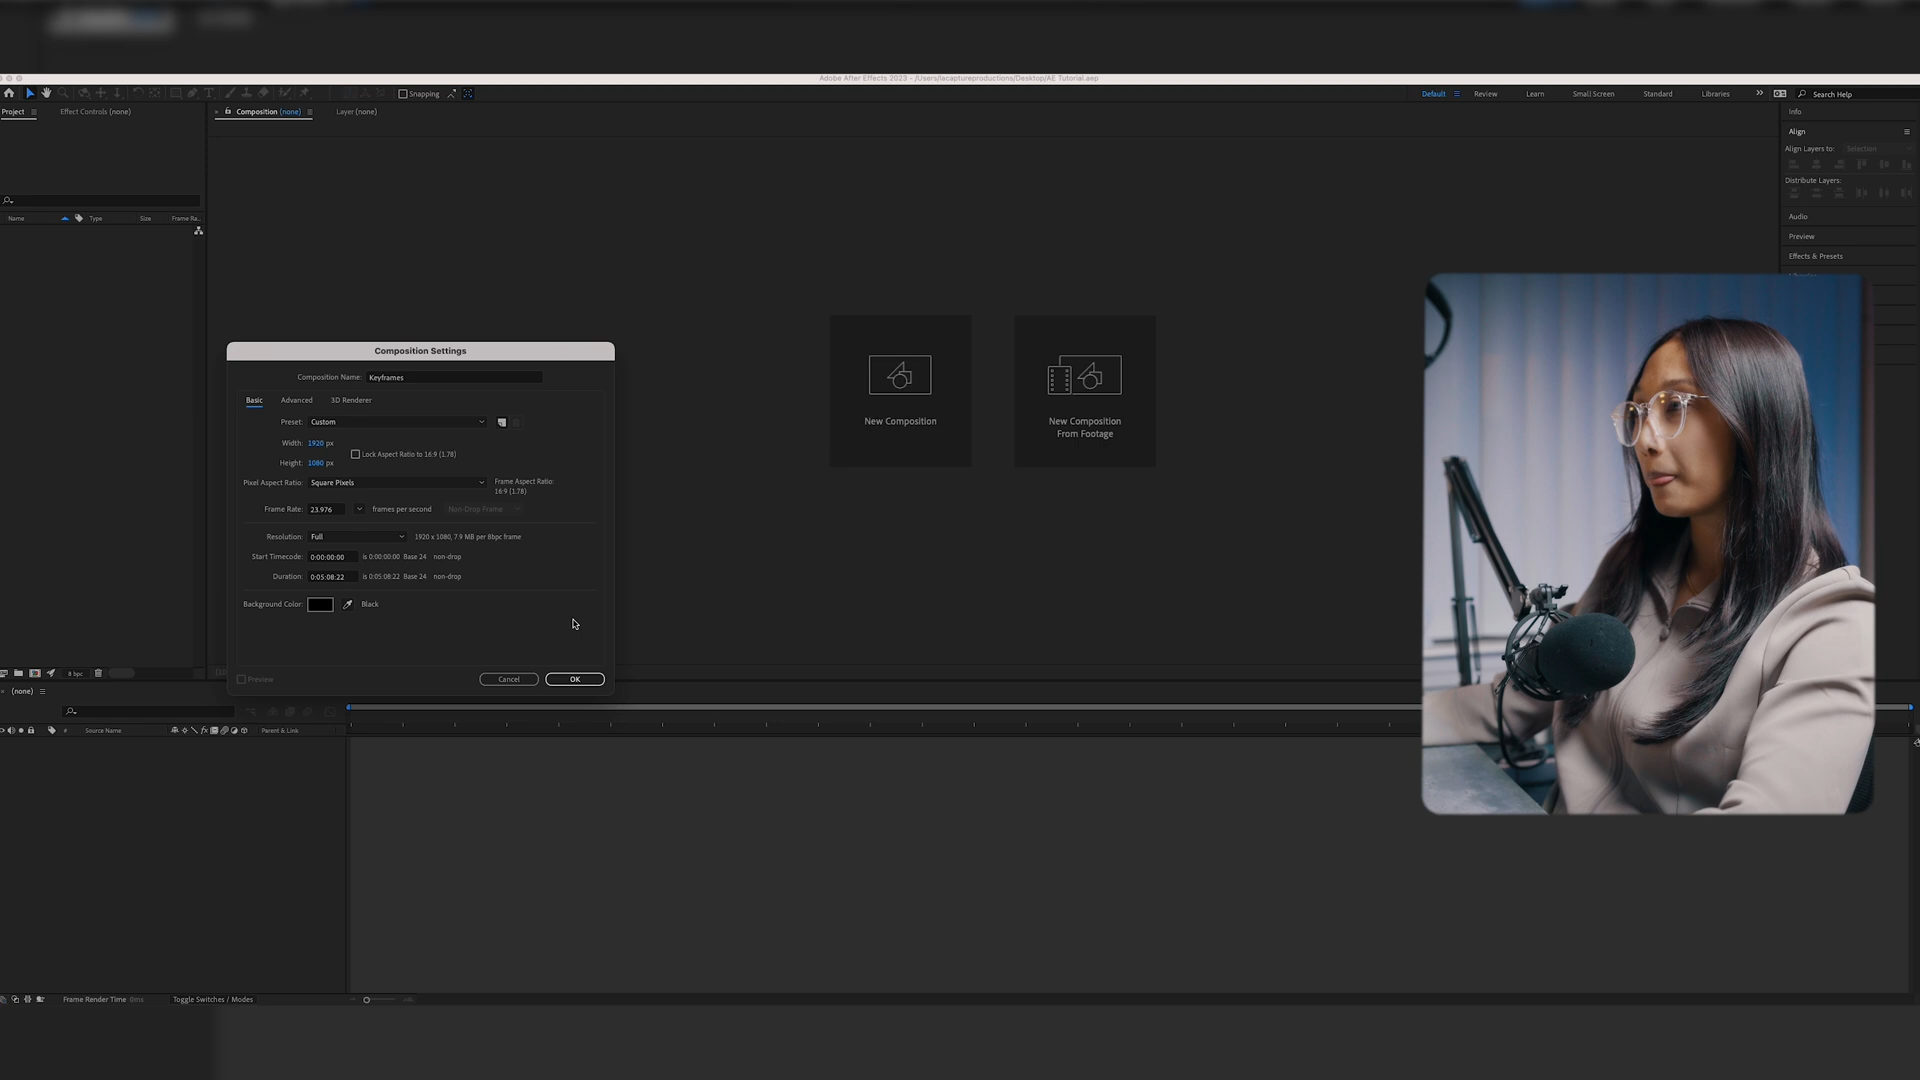 Adobe After Effects 2023 - /Users/lacaptureproductions/Desktop/AE Tutorial.aep
Snapping
Default
Review
Learn
Small Screen
Standard
Libraries
Search Help
Project
Effect Controls (none)
Composition (none)
Layer (none)
Info
Align
Align Layers to:
Selection
Distribute Layers:
Audio
Preview
Effects & Presets
Name
Type
Size
Frame Ra...
New Composition
New Composition
From Footage
Composition Settings
Composition Name: Keyframes
Basic
Advanced
3D Renderer
Preset: Custom
Width: 1920 px
Lock Aspect Ratio to 16:9 (1.78)
Height: 1080 px
Pixel Aspect Ratio: Square Pixels
Frame Aspect Ratio:
16:9 (1.78)
Frame Rate: 23.976 frames per second Non-Drop Frame
Resolution: Full 1920 x 1080, 7.9 MB per 8bpc frame
Start Timecode: 0:00:00:00 is 0:00:00:00 Base 24 non-drop
Duration: 0:05:08:22 is 0:05:08:22 Base 24 non-drop
Background Color: Black
Preview
Cancel
OK
8 bpc
(none)
#
Source Name
fx
Parent & Link
Frame Render Time 0ms
Toggle Switches / Modes